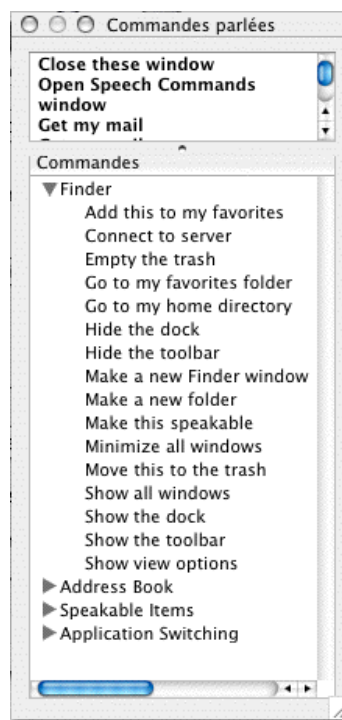 Commandes parlées
Close these window
Open Speech Commands
window
Get my mail
Commandes
Finder
Add this to my favorites
Connect to server
Empty the trash
Go to my favorites folder
Go to my home directory
Hide the dock
Hide the toolbar
Make a new Finder window
Make a new folder
Make this speakable
Minimize all windows
Move this to the trash
Show all windows
Show the dock
Show the toolbar
Show view options
Address Book
Speakable Items
Application Switching